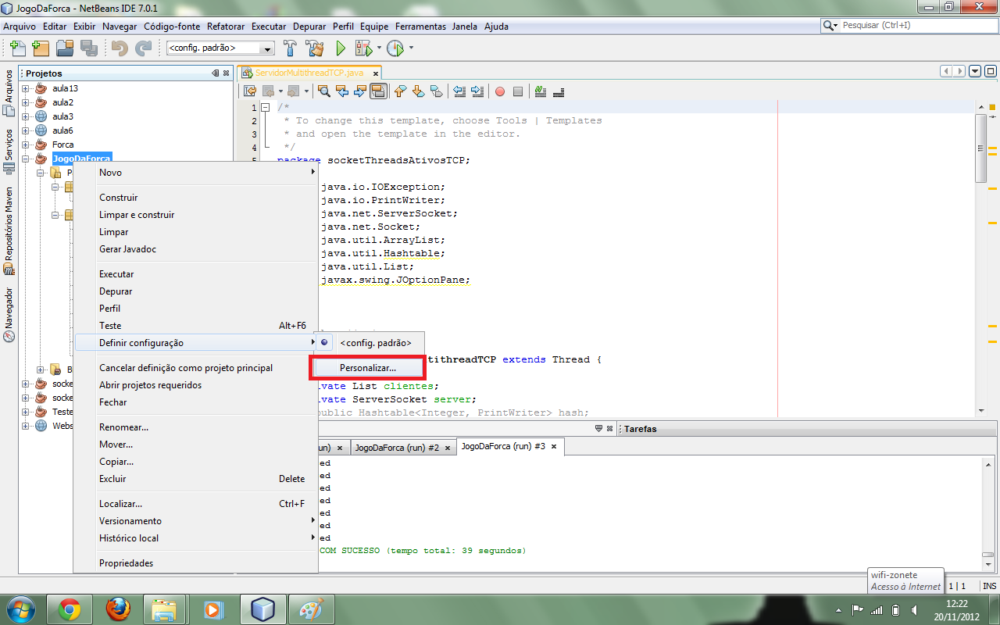 JogoDaForca - NetBeans IDE 7.0.1
Arquivo Editar Exibir Navegar Código-fonte Refatorar Executar Depurar Perfil Equipe Ferramentas Janela Ajuda
Pesquisar (Ctrl+I)
<config. padrão>
Projetos
ServidorMultithreadTCP.java
Arquivos
Serviços
Repositórios Maven
Navegador
aula13
aula2
aula3
aula6
Forca
JogoDaForca
P
B
socke
socke
Teste
Webs
Novo
Construir
Limpar e construir
Limpar
Gerar Javadoc
Executar
Depurar
Perfil
Teste Alt+F6
Definir configuração
Cancelar definição como projeto principal
Abrir projetos requeridos
Fechar
Renomear...
Mover...
Copiar...
Excluir Delete
Localizar... Ctrl+F
Versionamento
Histórico local
Propriedades
<config. padrão>
Personalizar...
1 /*
2 * To change this template, choose Tools | Templates
3 * and open the template in the editor.
4 */
5 package socketThreadsAtivosTCP;
java.io.IOException;
java.io.PrintWriter;
java.net.ServerSocket;
java.net.Socket;
java.util.ArrayList;
java.util.Hashtable;
java.util.List;
javax.swing.JOptionPane;
tithreadTCP extends Thread {
ivate List clientes;
ivate ServerSocket server;
public Hashtable<Integer, PrintWriter> hash;
Tarefas
un) JogoDaForca (run) #2 JogoDaForca (run) #3
ed
ed
ed
ed
ed
ed
ed
COM SUCESSO (tempo total: 39 segundos)
wifi-zonete
Acesso à Internet
1 | 1 INS
12:22
20/11/2012